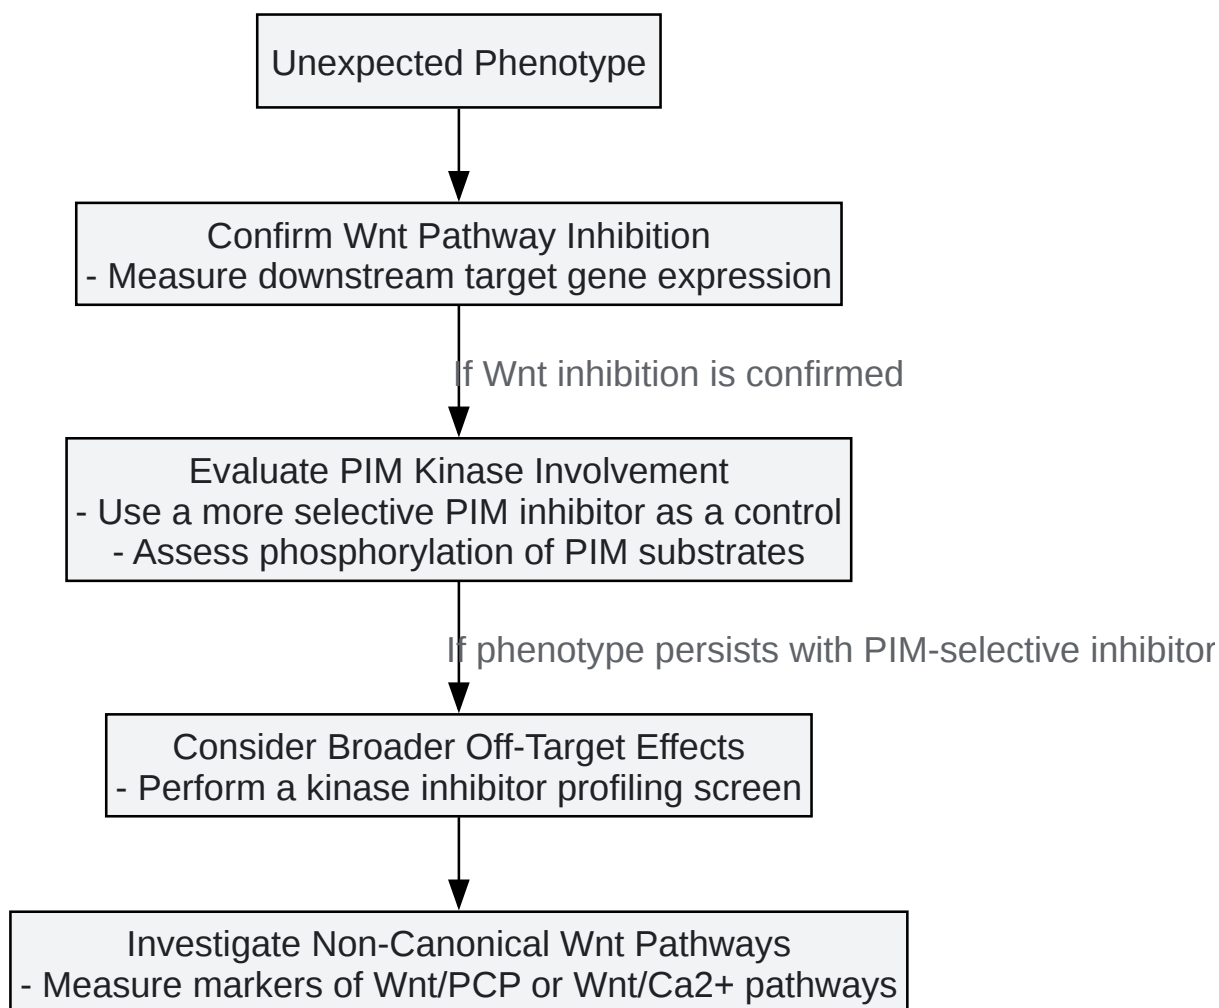 Unexpected Phenotype
Confirm Wnt Pathway Inhibition
- Measure downstream target gene expression
If Wnt inhibition is confirmed
Evaluate PIM Kinase Involvement
- Use a more selective PIM inhibitor as a control
- Assess phosphorylation of PIM substrates
If phenotype persists with PIM-selective inhibitor
Consider Broader Off-Target Effects
- Perform a kinase inhibitor profiling screen
Investigate Non-Canonical Wnt Pathways
- Measure markers of Wnt/PCP or Wnt/Ca2+ pathways